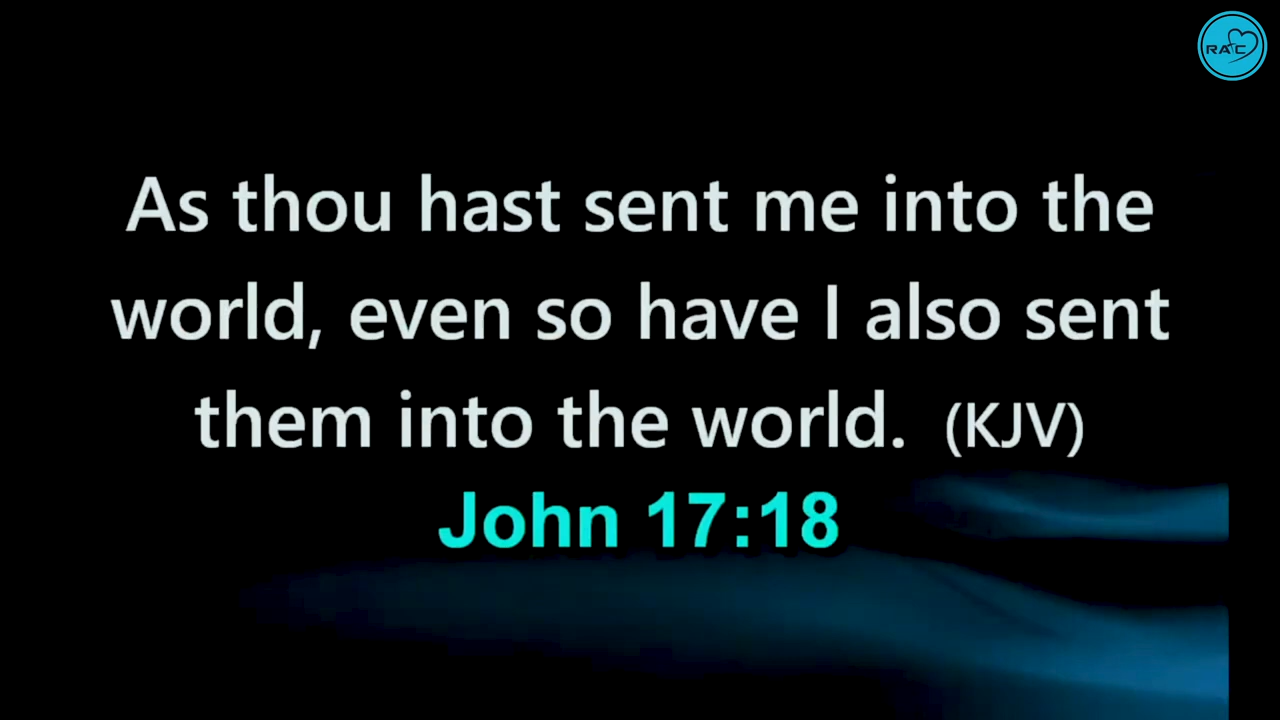 RAC
As thou hast sent me into the
world, even so have I also sent
them into the world. (KJV)
John 17:18